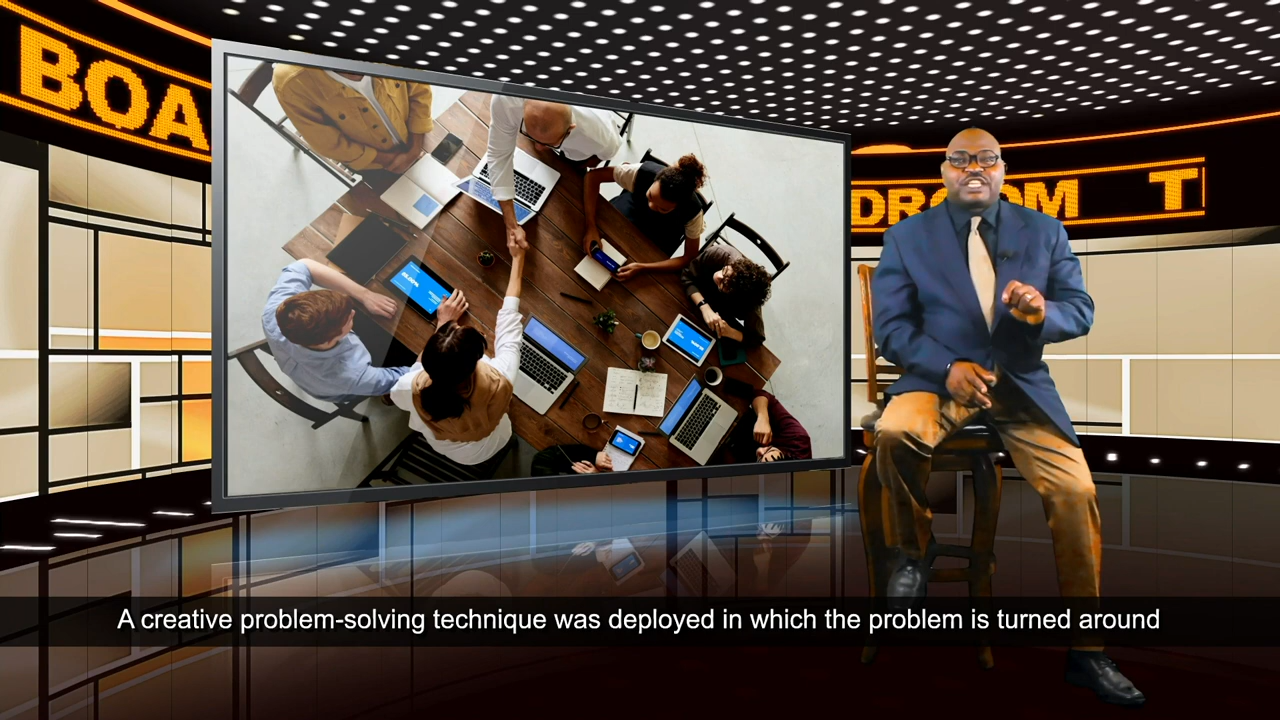 BOA
DROOM T
A creative problem-solving technique was deployed in which the problem is turned around